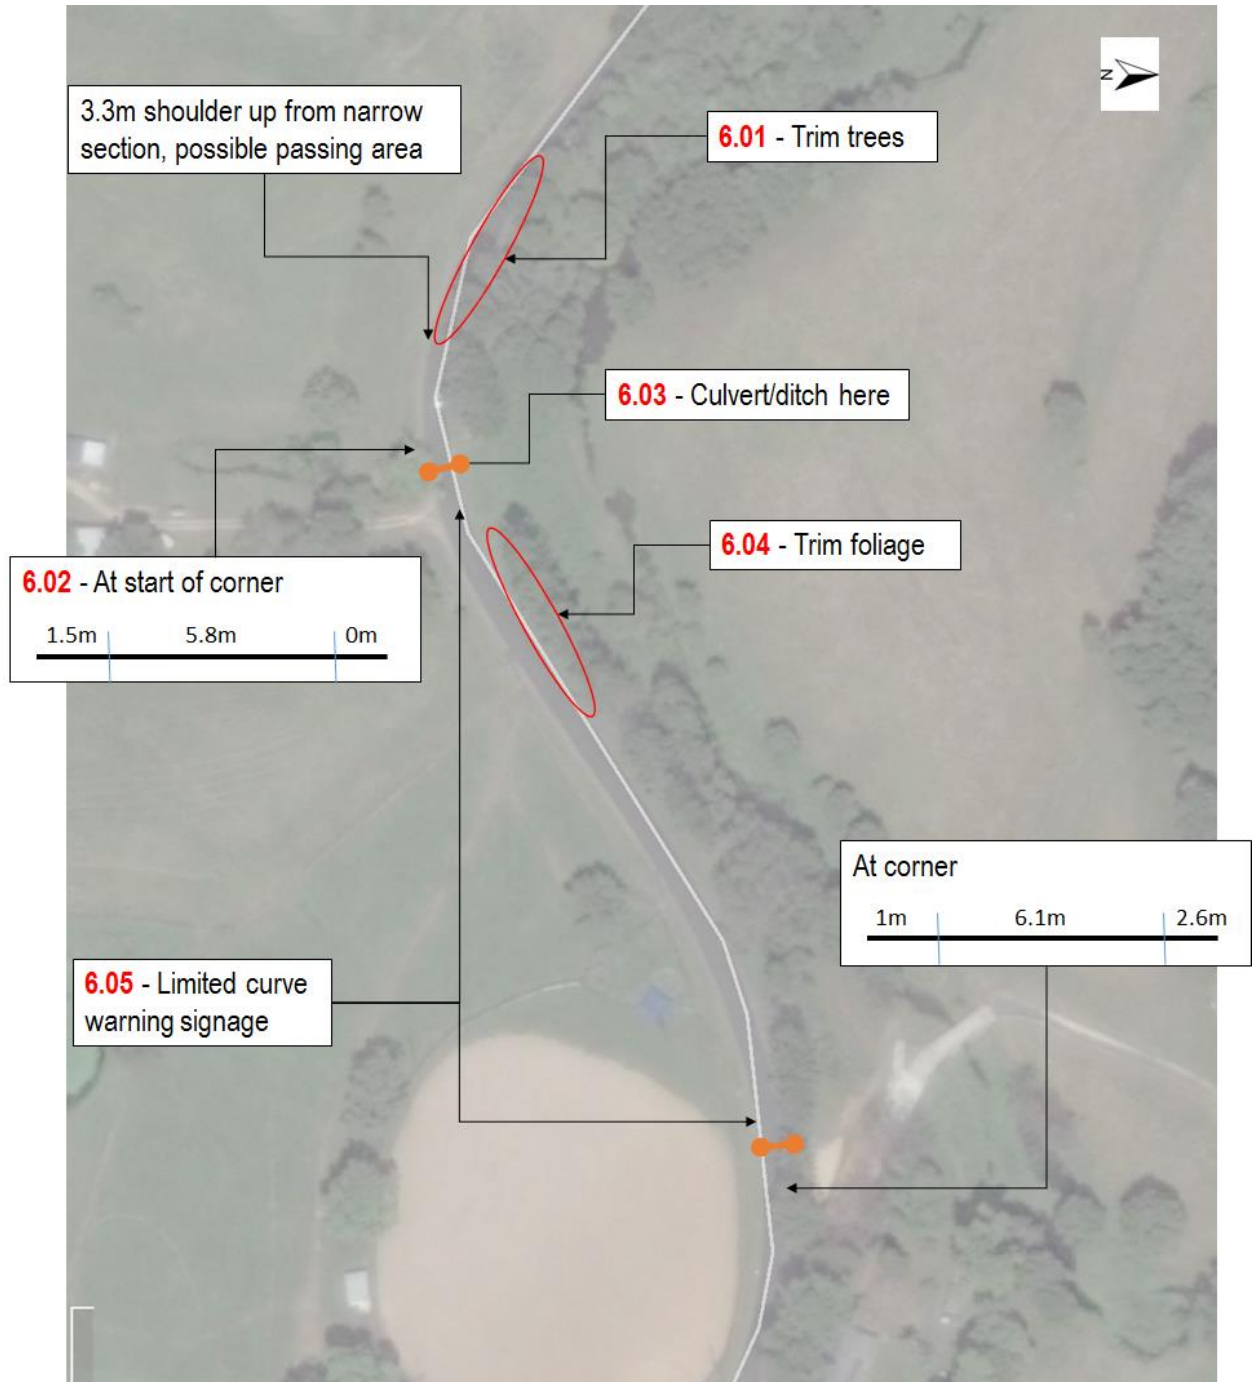 N
3.3m shoulder up from narrow
section, possible passing area
6.01 - Trim trees
6.03 - Culvert/ditch here
6.04 - Trim foliage
6.02 - At start of corner
1.5m 5.8m 0m
At corner
1m 6.1m 2.6m
6.05 - Limited curve
warning signage